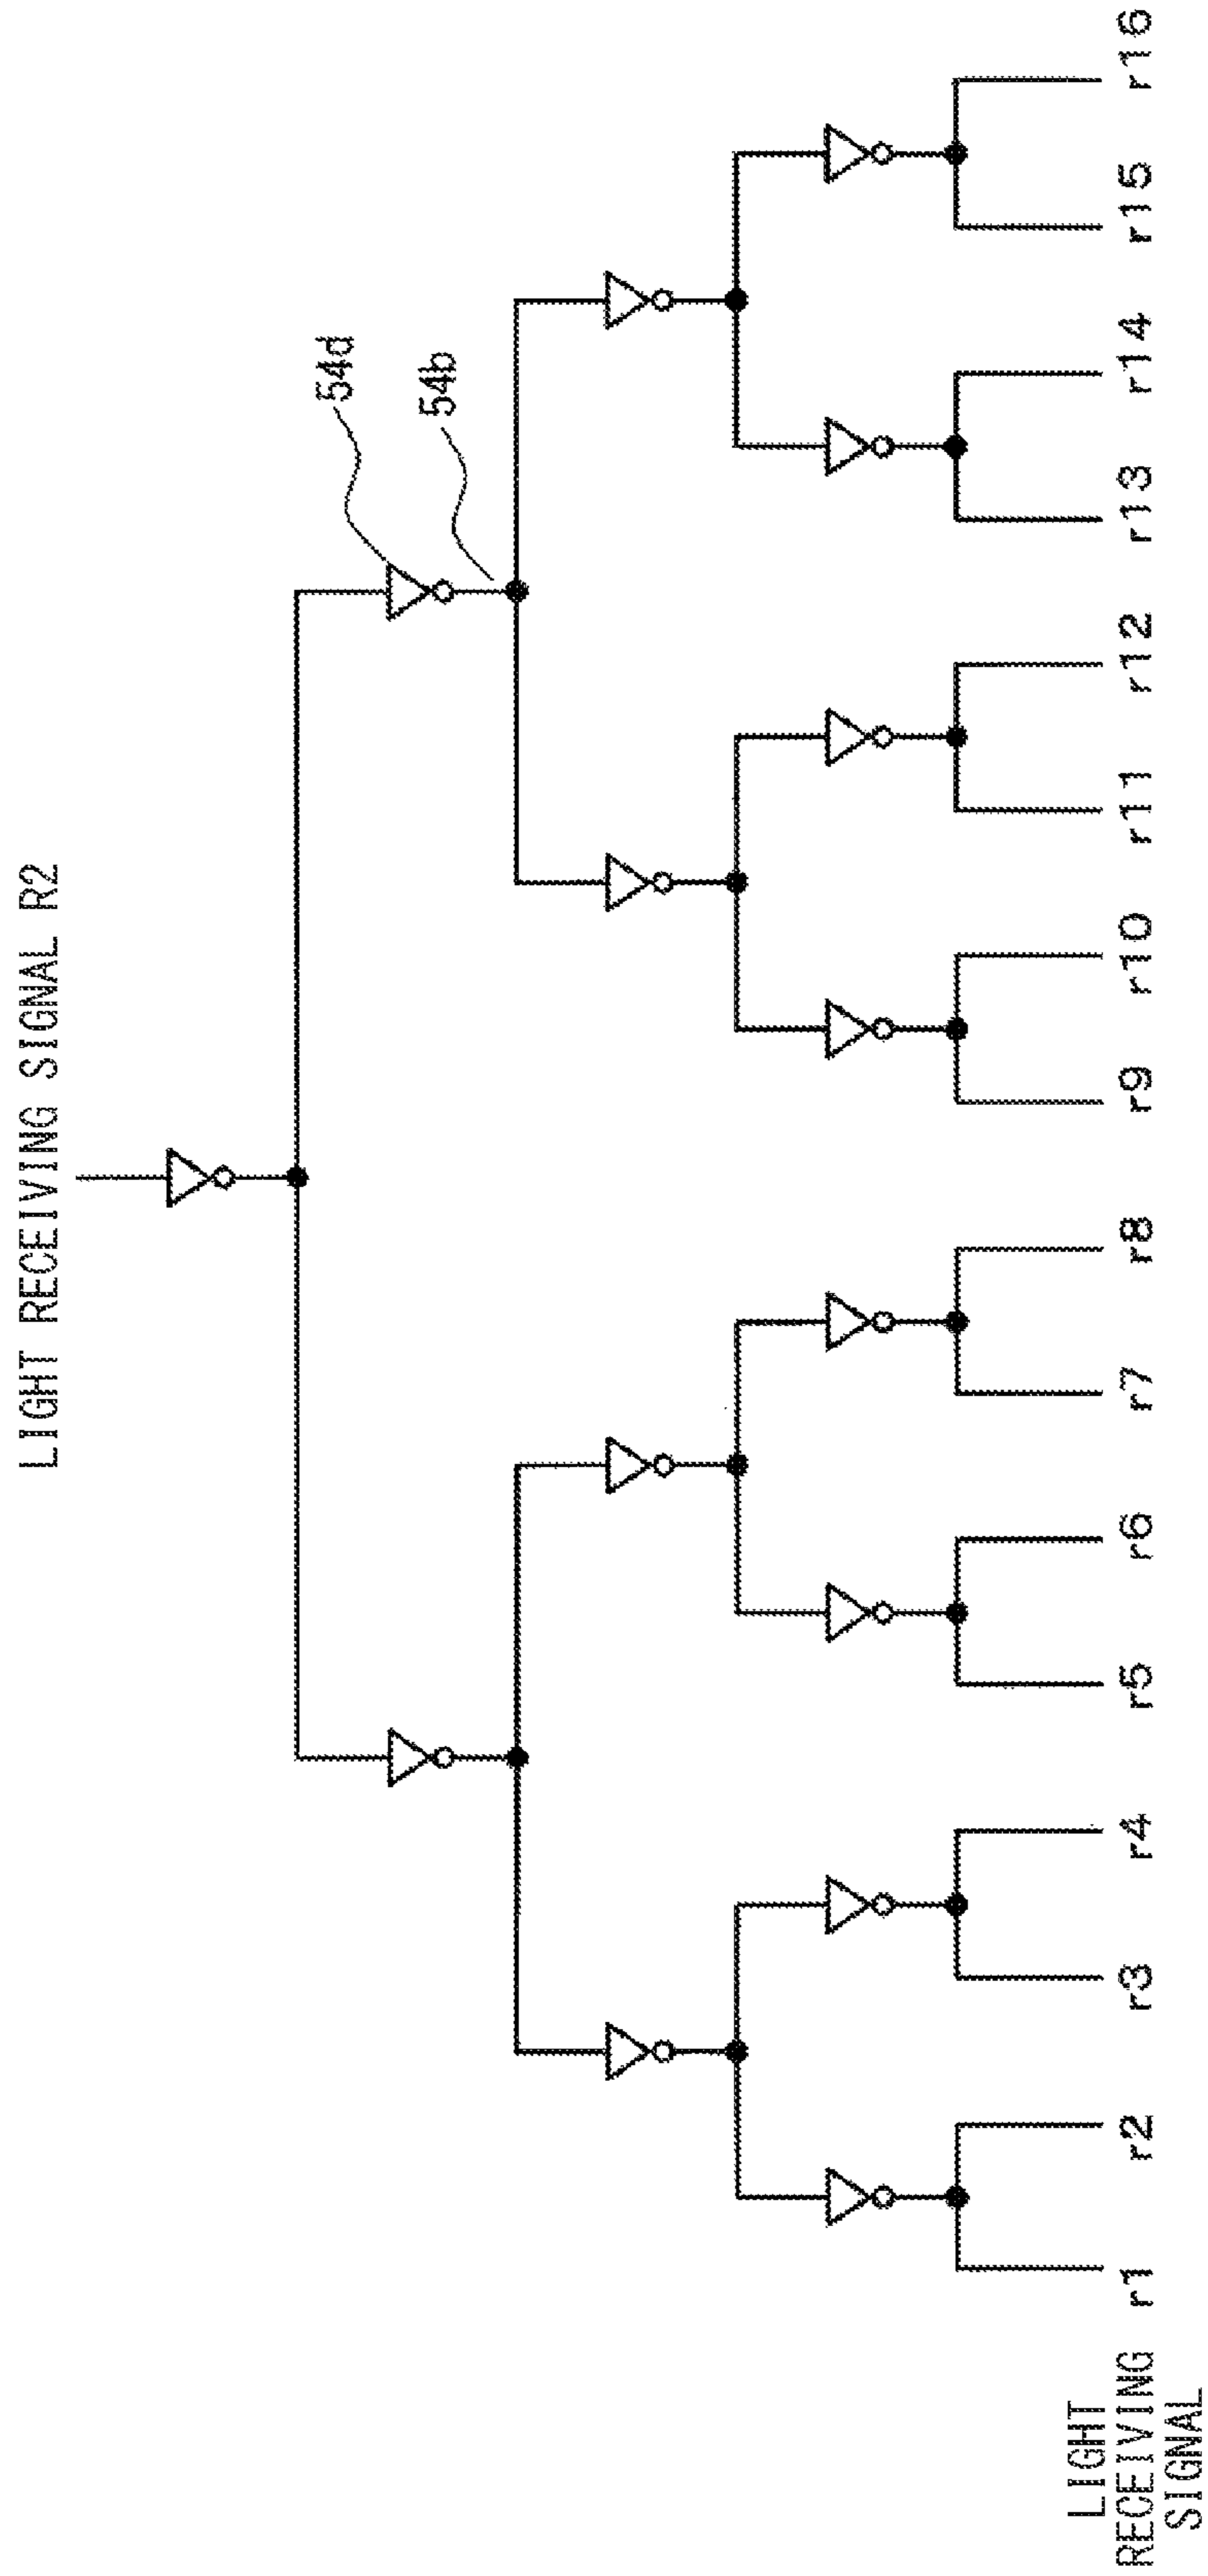 LIGHT RECEIVING SIGNAL R2
54d
54b
LIGHT
RECEIVING
SIGNAL
r1 r2 r3 r4 r5 r6 r7 r8 r9 r10 r11 r12 r13 r14 r15 r16